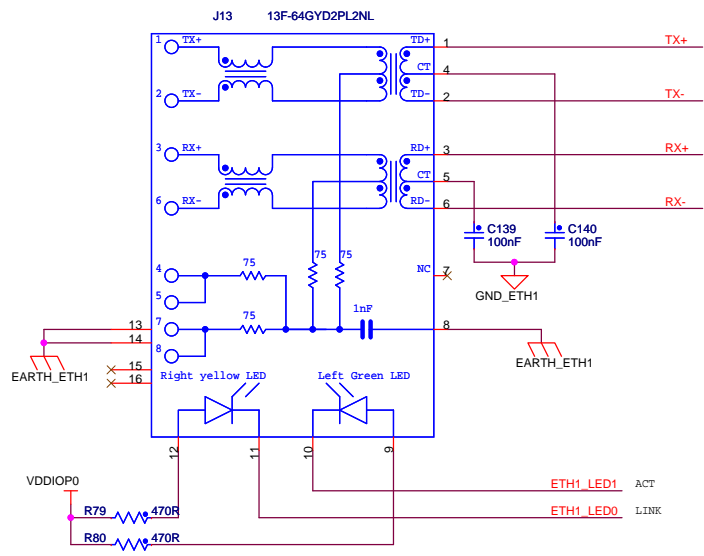 J13 13F-64GYD2PL2NL
1 TX+ TD+ 1 TX+
CT 4
2 TX- TD- 2 TX-
3 RX+ RD+ 3 RX+
CT 5
6 RX- RD- 6 RX-
C139 100nF
C140 100nF
75 75
4 75 NC 7
GND_ETH1
5
1nF
13 7 75 8
14 8
EARTH_ETH1
EARTH_ETH1
15
16
Right yellow LED Left Green LED
12 11 10 9
VDDIOP0
ETH1_LED1 ACT
R79 470R ETH1_LED0 LINK
R80 470R